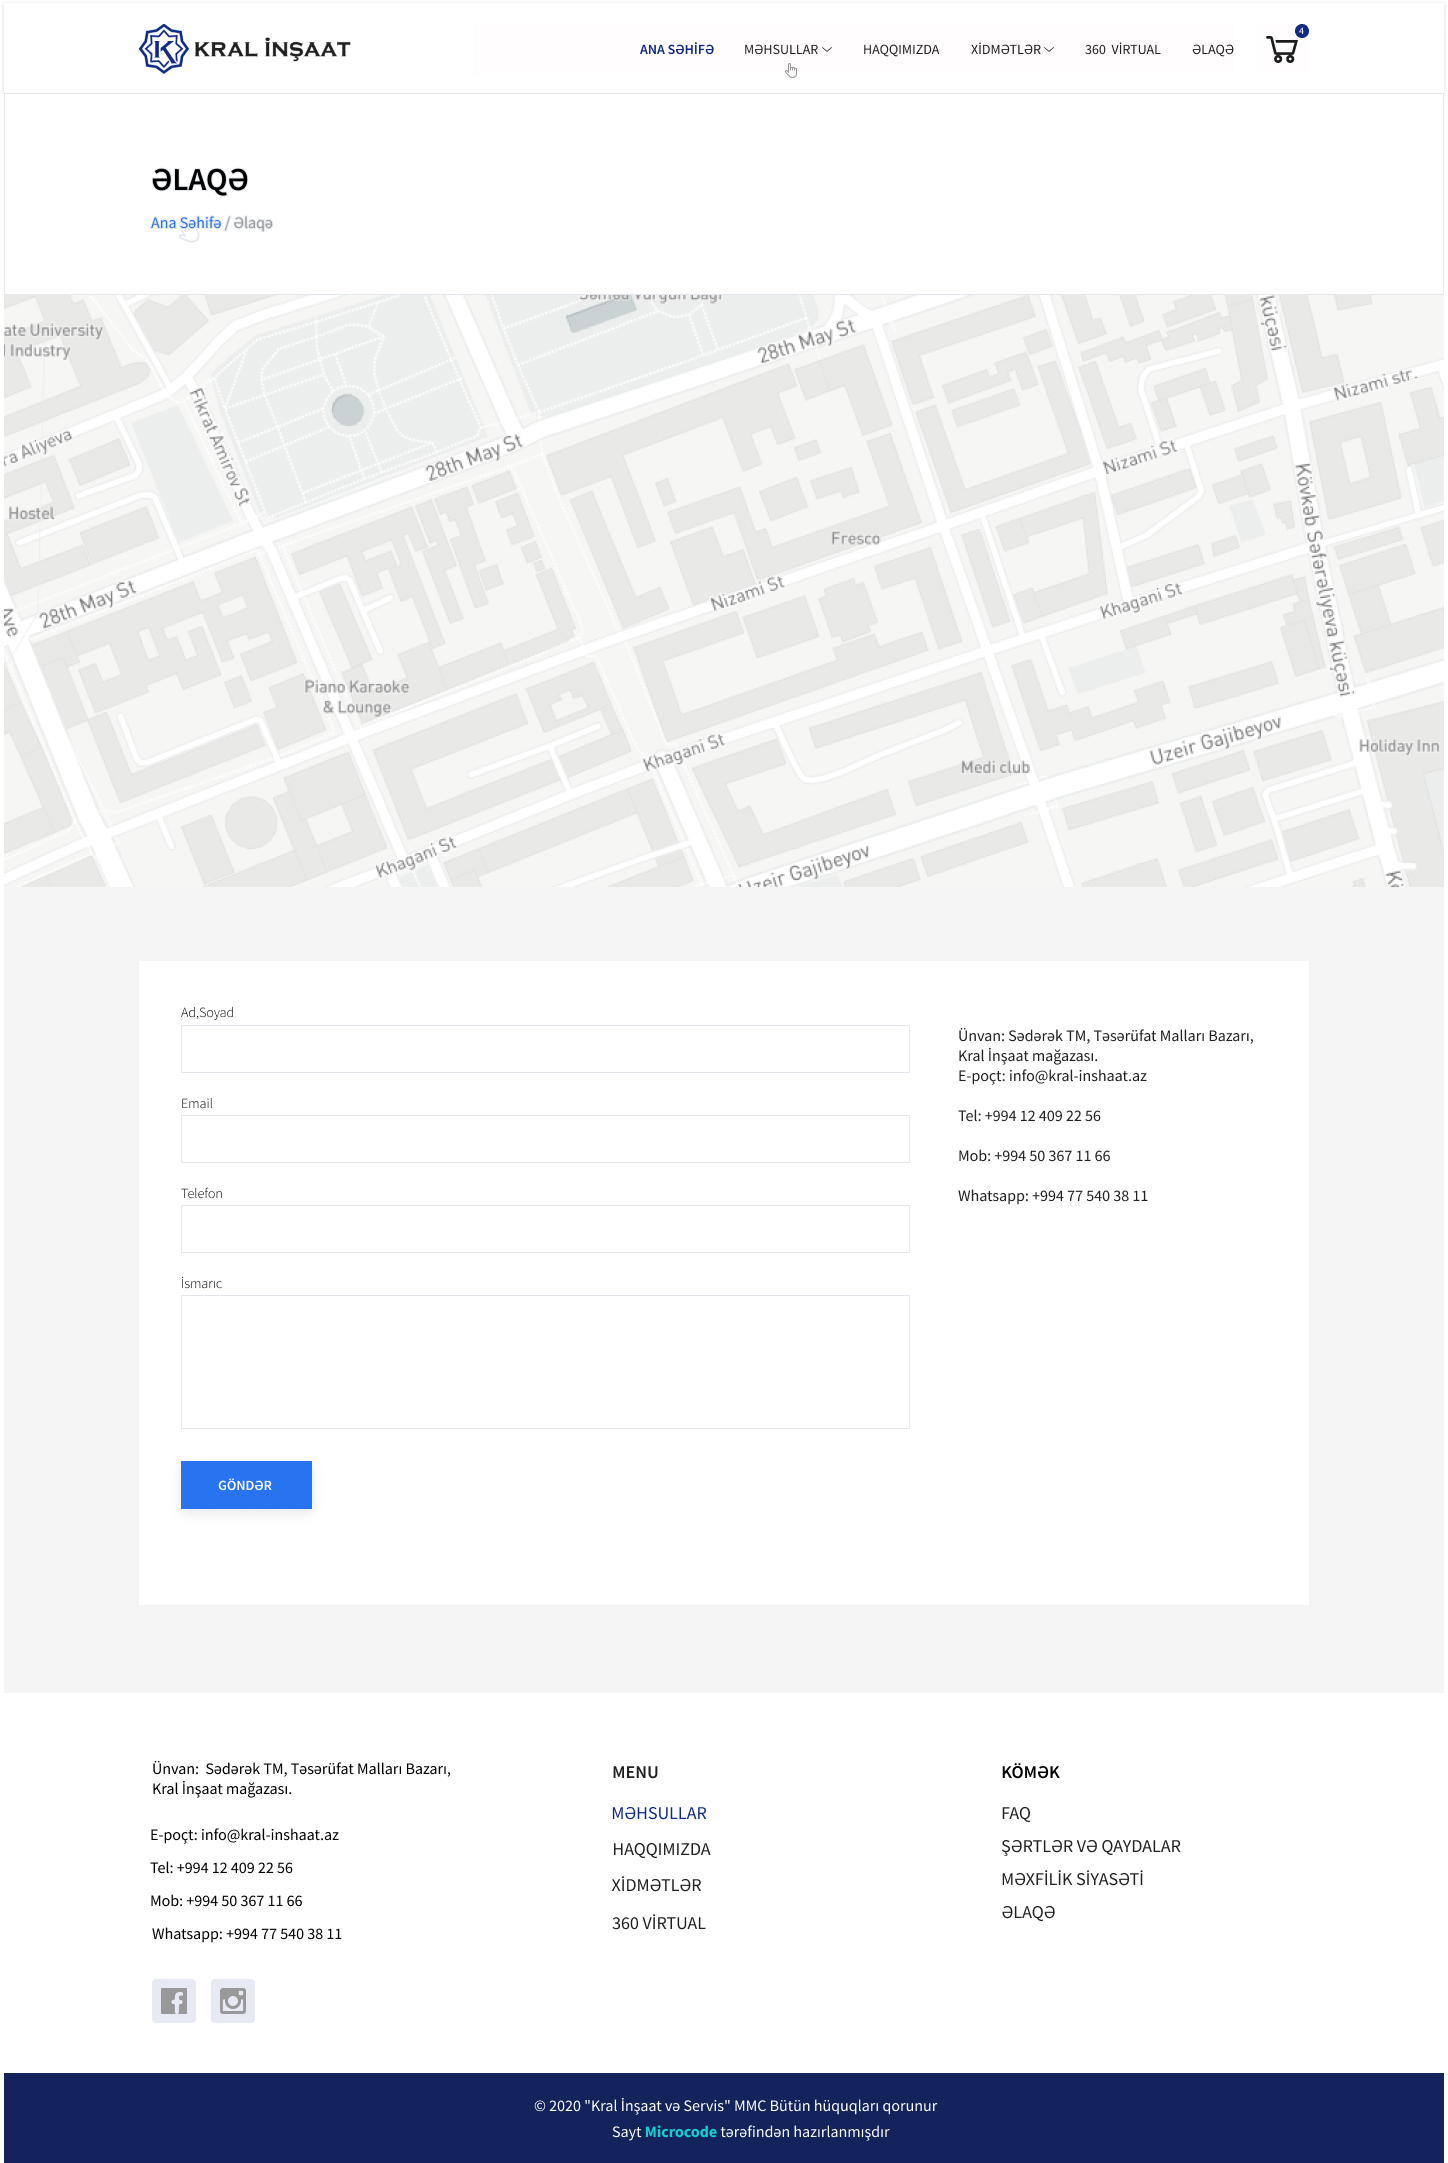 KRAL İNŞAAT
ANA SƏHİFƏ
MƏHSULLAR
HAQQIMIZDA
XİDMƏTLƏR
360 VİRTUAL
ƏLAQƏ
4
ƏLAQƏ
Ana Səhifə / Əlaqə
Səməd Vurğun Bağı
ate University
Industry
28th May St
küçəsi
Nizami str.
Fikrat Amirov St
ra Aliyeva
28th May St
Nizami St
Hostel
Kövkəb Səfərəliyeva küçəsi
Fresco
28th May St
Nizami St
Khagani St
Ave
Piano Karaoke
& Lounge
Khagani St
Uzeir Gajibeyov
Holiday Inn
Medi club
Khagani St
Uzeir Gajibeyov
Ad,Soyad
Email
Telefon
İsmarıc
GÖNDƏR
Ünvan: Sədərək TM, Təsərüfat Malları Bazarı,
Kral İnşaat mağazası.
E-poçt: info@kral-inshaat.az
Tel: +994 12 409 22 56
Mob: +994 50 367 11 66
Whatsapp: +994 77 540 38 11
Ünvan: Sədərək TM, Təsərüfat Malları Bazarı,
Kral İnşaat mağazası.
E-poçt: info@kral-inshaat.az
Tel: +994 12 409 22 56
Mob: +994 50 367 11 66
Whatsapp: +994 77 540 38 11
MENU
MƏHSULLAR
HAQQIMIZDA
XİDMƏTLƏR
360 VİRTUAL
KÖMƏK
FAQ
ŞƏRTLƏR VƏ QAYDALAR
MƏXFİLİK SİYASƏTİ
ƏLAQƏ
© 2020 "Kral İnşaat və Servis" MMC Bütün hüquqları qorunur
Sayt Microcode tərəfindən hazırlanmışdır